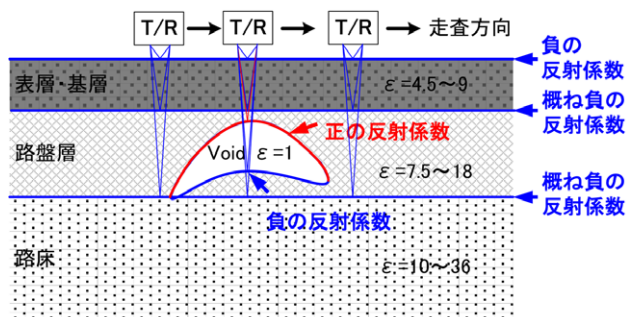 T/R T/R T/R 走査方向
負の
反射係数
表層・基層 ε=4.5～9
概ね負の
反射係数
正の反射係数
路盤層 Void ε=1
ε=7.5～18
概ね負の
反射係数
負の反射係数
路床 ε=10～36